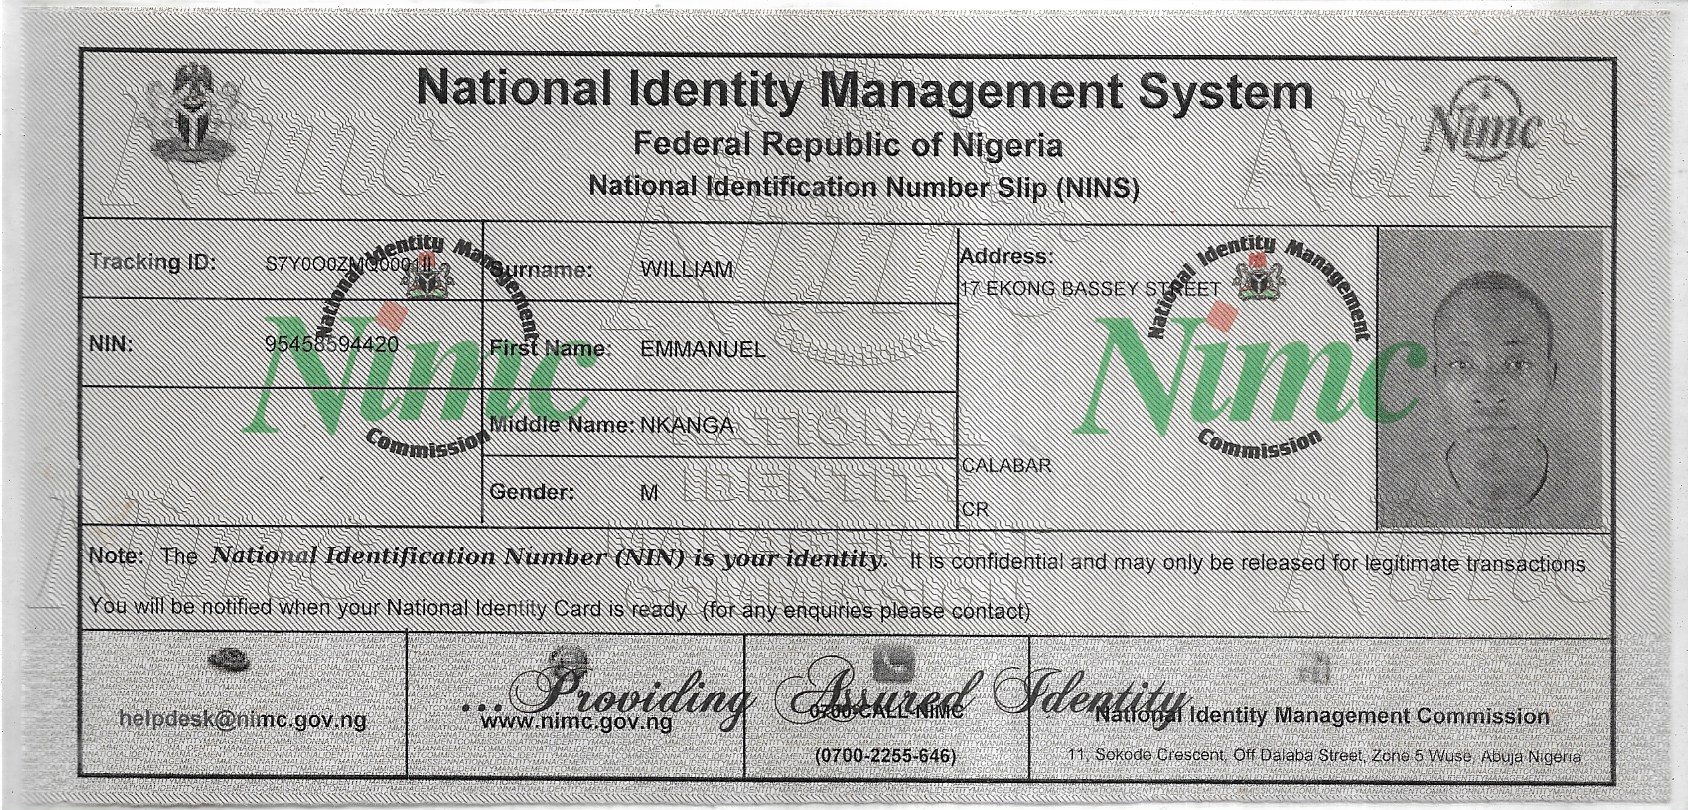 National Identity Management System
Federal Republic of Nigeria
National Identification Number Slip (NINS)
Nimc
Tracking ID:
Surname: WILLIAM
Address:
17 EKONG BASSEY STREET
NIN: 95458594420
First Name: EMMANUEL
Middle Name: NKANGA
Gender: M
CALABAR
CR
National Identity Management
Nimc
Commission
National Identity Management
Nimc
Commission
NATIONAL
IDENTITY
MANAGEMENT
COMMISSION
Note: The National Identification Number (NIN) is your identity. It is confidential and may only be released for legitimate transactions.
You will be notified when your National Identity Card is ready (for any enquiries please contact)
... Providing Assured Identity
helpdesk@nimc.gov.ng
www.nimc.gov.ng
0700-CALL-NIMC
(0700-2255-646)
National Identity Management Commission
11, Sokode Crescent, Off Dalaba Street, Zone 5 Wuse, Abuja Nigeria